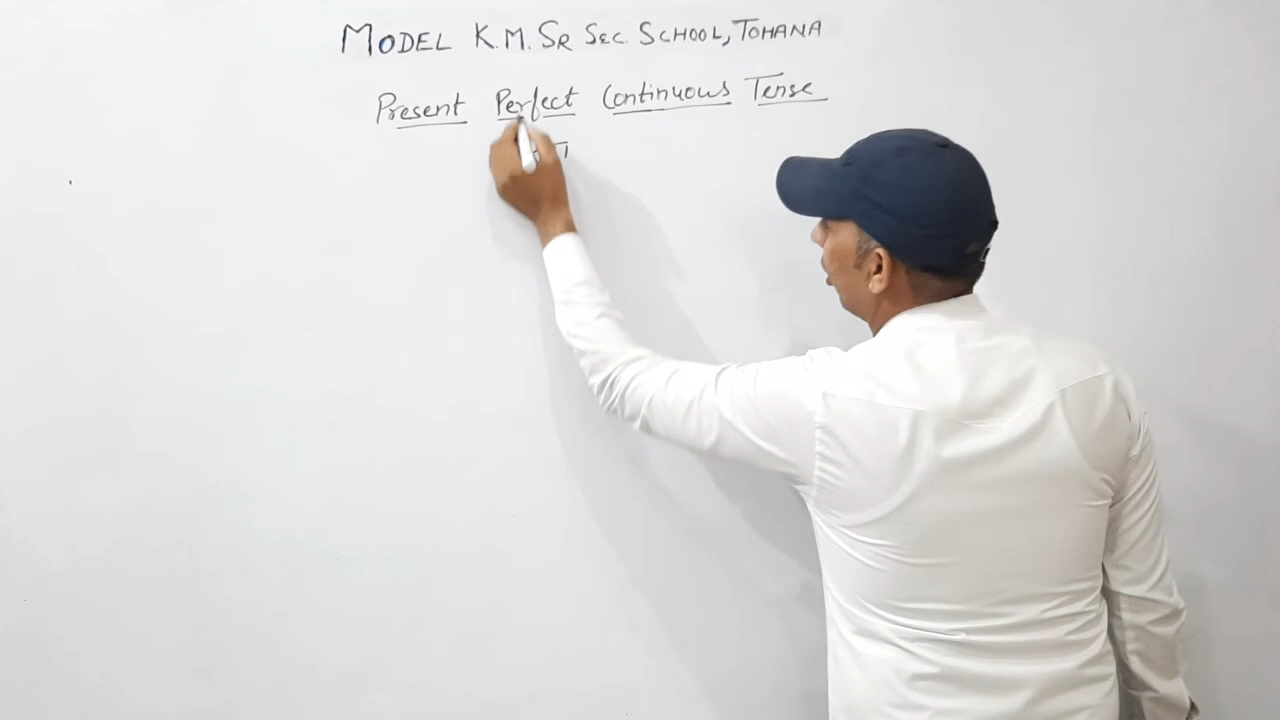 MODEL K.M. SR SEC. SCHOOL, TOHANA
Present Perfect Continuous Tense